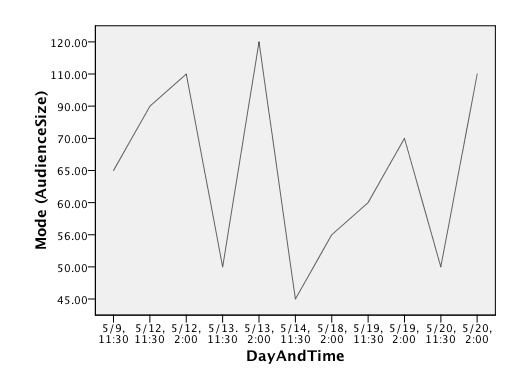 120.00
110.00
90.00
70.00
65.00
60.00
56.00
50.00
45.00
Mode (AudienceSize)
5/9, 5/12, 5/12, 5/13. 5/13, 5/14, 5/18, 5/19, 5/19, 5/20, 5/20,
11:30 11:30 2:00 11:30 2:00 11:30 2:00 11:30 2:00 11:30 2:00
DayAndTime